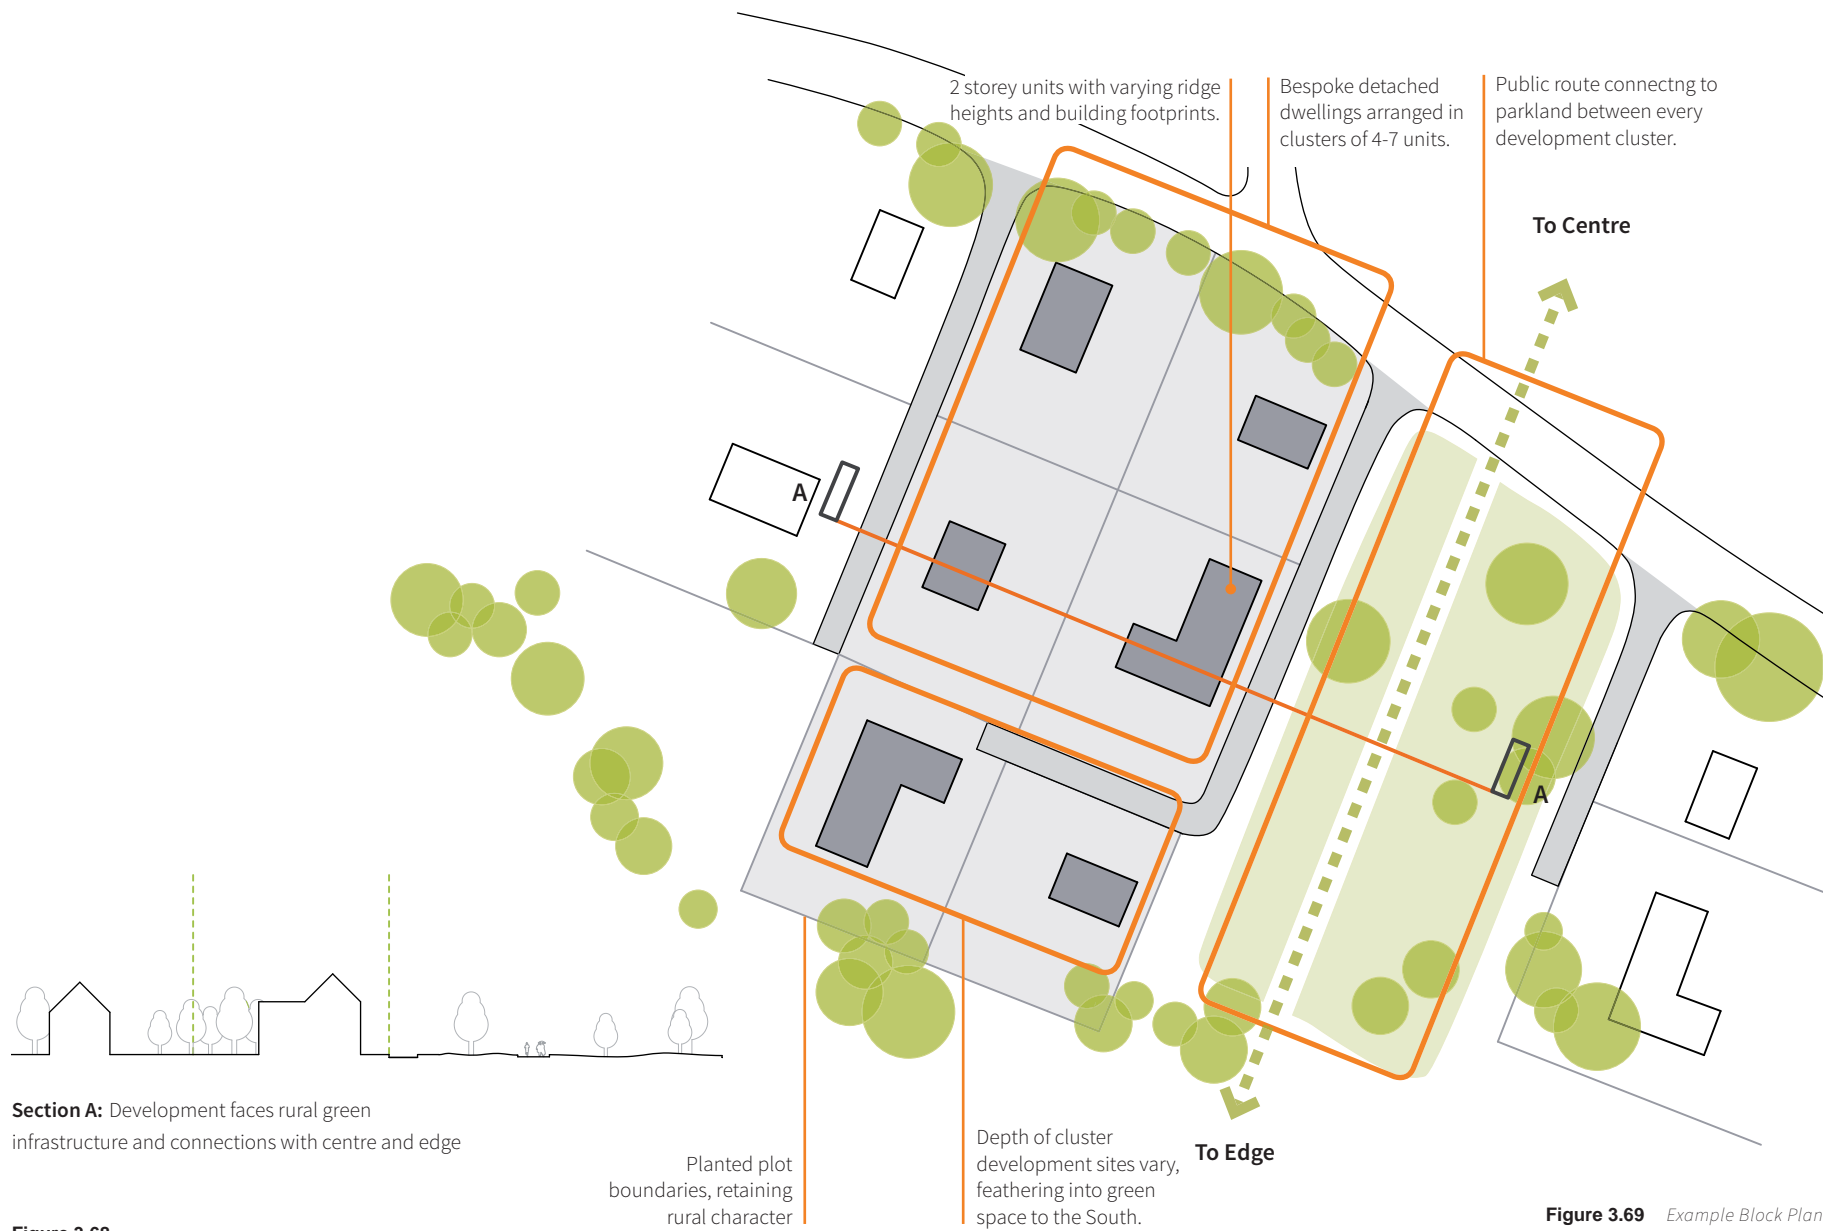 2 storey units with varying ridge
heights and building footprints.
Bespoke detached
dwellings arranged in
clusters of 4-7 units.
Public route connectng to
parkland between every
development cluster.
To Centre
A
A
Section A: Development faces rural green
infrastructure and connections with centre and edge
Planted plot
boundaries, retaining
rural character
Depth of cluster
development sites vary,
feathering into green
space to the South.
To Edge
Figure 3.68
Figure 3.69 Example Block Plan